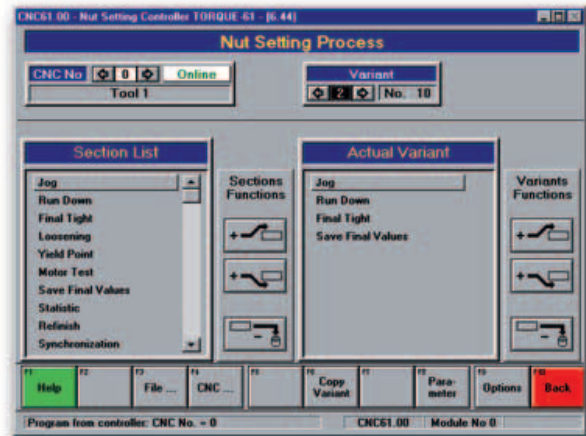 CNC61.00 - Nut Setting Controller TORQUE-61 - [6.44]
Nut Setting Process
CNC No 0 Online
Tool 1
Variant
2 No. 10
Section List
Jog
Run Down
Final Tight
Loosening
Yield Point
Motor Test
Save Final Values
Statistic
Refinish
Synchronization
Sections
Functions
+
+
-
Actual Variant
Jog
Run Down
Final Tight
Save Final Values
Variants
Functions
+
+
-
F1 Help
F2
F3 File ...
F4 CNC ...
F5
F6 Copy Variant
F7
F8 Para-
meter
F9 Options
F10 Back
Program from controller: CNC No. = 0 CNC61.00 Module No 0